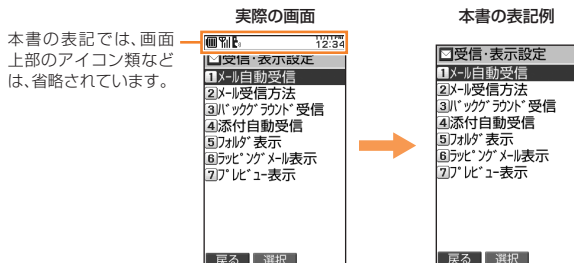 実際の画面
本書の表記例
本書の表記では、画面
上部のアイコン類など
は、省略されています。
12:34
受信･表示設定
1ﾒｰﾙ自動受信
2ﾒｰﾙ受信方法
3ﾊﾞｯｸｸﾞﾗｳﾝﾄﾞ受信
4添付自動受信
5ﾌｫﾙﾀﾞ表示
6ﾗｯﾋﾟﾝｸﾞﾒｰﾙ表示
7ﾌﾟﾚﾋﾞｭｰ表示
戻る 選択
受信･表示設定
1ﾒｰﾙ自動受信
2ﾒｰﾙ受信方法
3ﾊﾞｯｸｸﾞﾗｳﾝﾄﾞ受信
4添付自動受信
5ﾌｫﾙﾀﾞ表示
6ﾗｯﾋﾟﾝｸﾞﾒｰﾙ表示
7ﾌﾟﾚﾋﾞｭｰ表示
戻る 選択